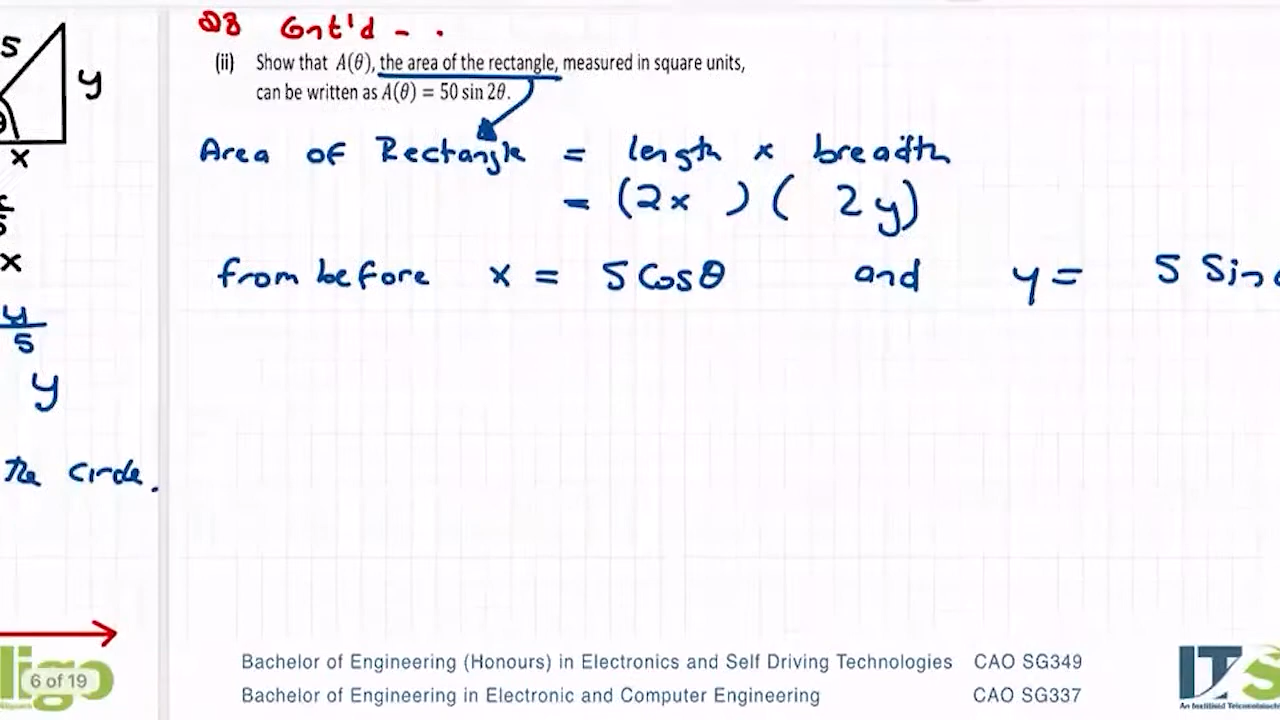 5
y
x
x
y
5
y
the circle.
ligo
6 of 19
Q8 Cont'd - .
(ii) Show that A(θ), the area of the rectangle, measured in square units,
can be written as A(θ) = 50 sin 2θ.
Area of Rectangle = length x breadth
= (2x ) ( 2y)
from before x = 5 Cosθ and y = 5 Sin
Bachelor of Engineering (Honours) in Electronics and Self Driving Technologies CAO SG349
Bachelor of Engineering in Electronic and Computer Engineering CAO SG337